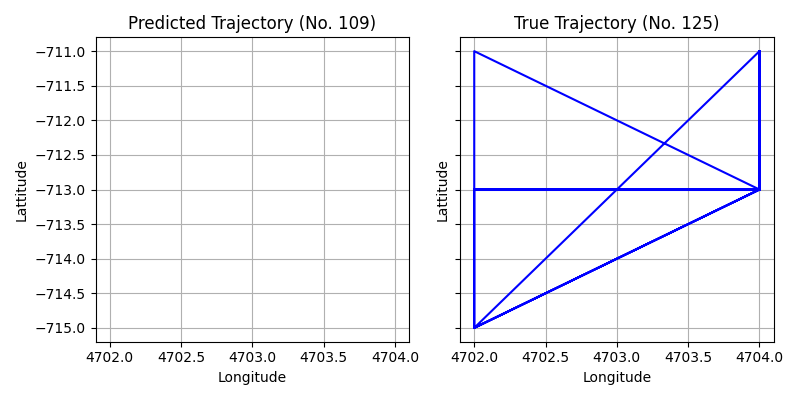 Predicted Trajectory (No. 109)
True Trajectory (No. 125)
Lattitude
−711.0
−711.5
−712.0
−712.5
−713.0
−713.5
−714.0
−714.5
−715.0
4702.0 4702.5 4703.0 4703.5 4704.0
Longitude
Lattitude
4702.0 4702.5 4703.0 4703.5 4704.0
Longitude